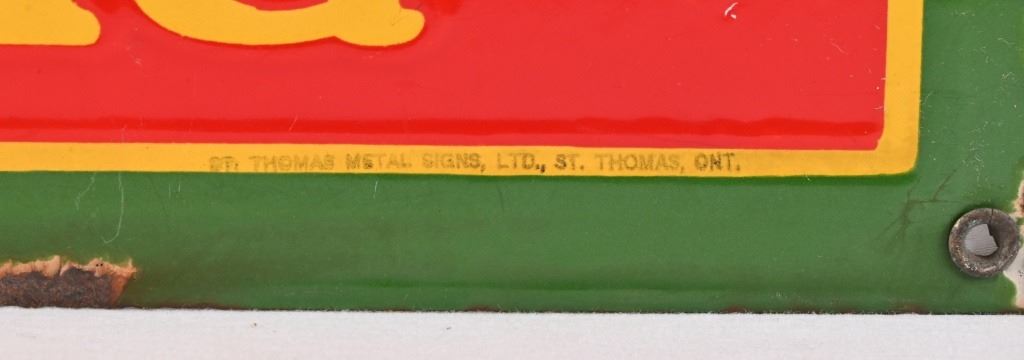 ST. THOMAS METAL SIGNS, LTD., ST. THOMAS, ONT.